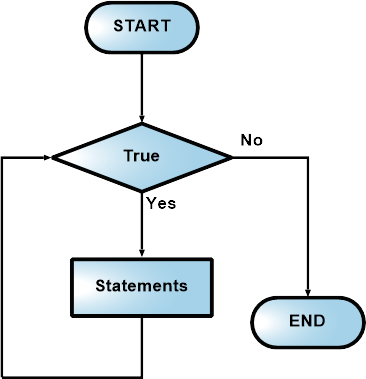 START
True
No
Yes
Statements
END